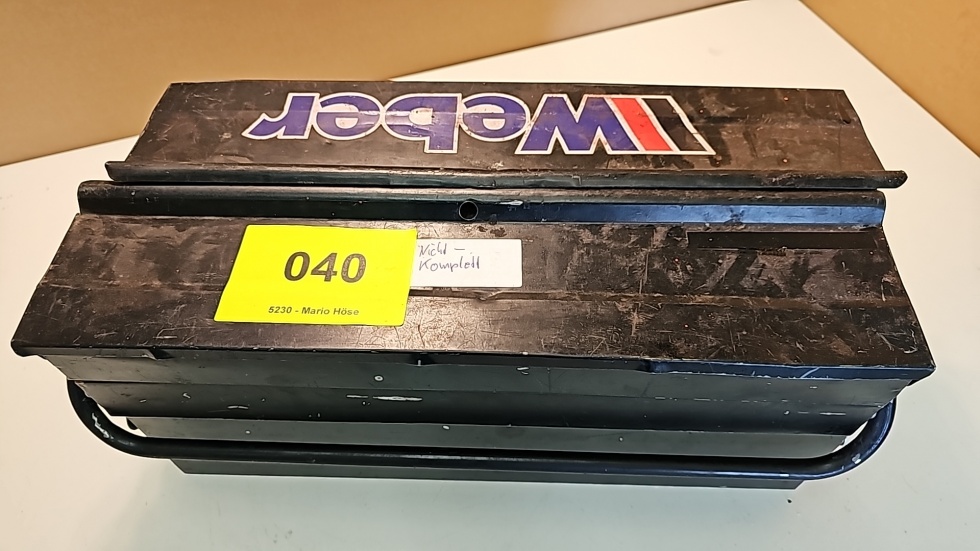 Weber
040
5230 - Mario Höse
Nicht -
Komplett